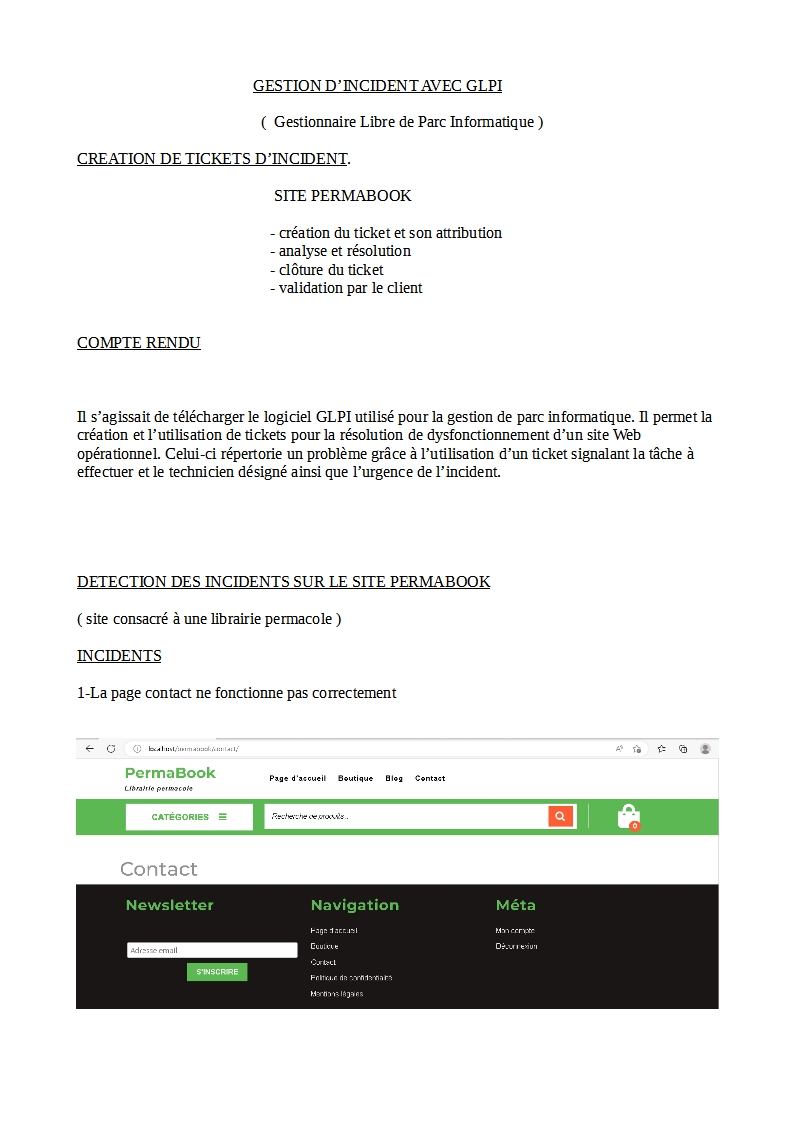 GESTION D’INCIDENT AVEC GLPI
( Gestionnaire Libre de Parc Informatique )
CREATION DE TICKETS D’INCIDENT.
SITE PERMABOOK
- création du ticket et son attribution
- analyse et résolution
- clôture du ticket
- validation par le client
COMPTE RENDU
Il s’agissait de télécharger le logiciel GLPI utilisé pour la gestion de parc informatique. Il permet la
création et l’utilisation de tickets pour la résolution de dysfonctionnement d’un site Web
opérationnel. Celui-ci répertorie un problème grâce à l’utilisation d’un ticket signalant la tâche à
effectuer et le technicien désigné ainsi que l’urgence de l’incident.
DETECTION DES INCIDENTS SUR LE SITE PERMABOOK
( site consacré à une librairie permacole )
INCIDENTS
1-La page contact ne fonctionne pas correctement
localhost/permabook/contact/
PermaBook
Librairie permacole
Page d'accueil Boutique Blog Contact
CATÉGORIES
Recherche de produits...
0
Contact
Newsletter Navigation Méta
Page d'accueil Mon compte
Adresse email Boutique Déconnexion
S'INSCRIRE Contact
Politique de confidentialité
Mentions légales